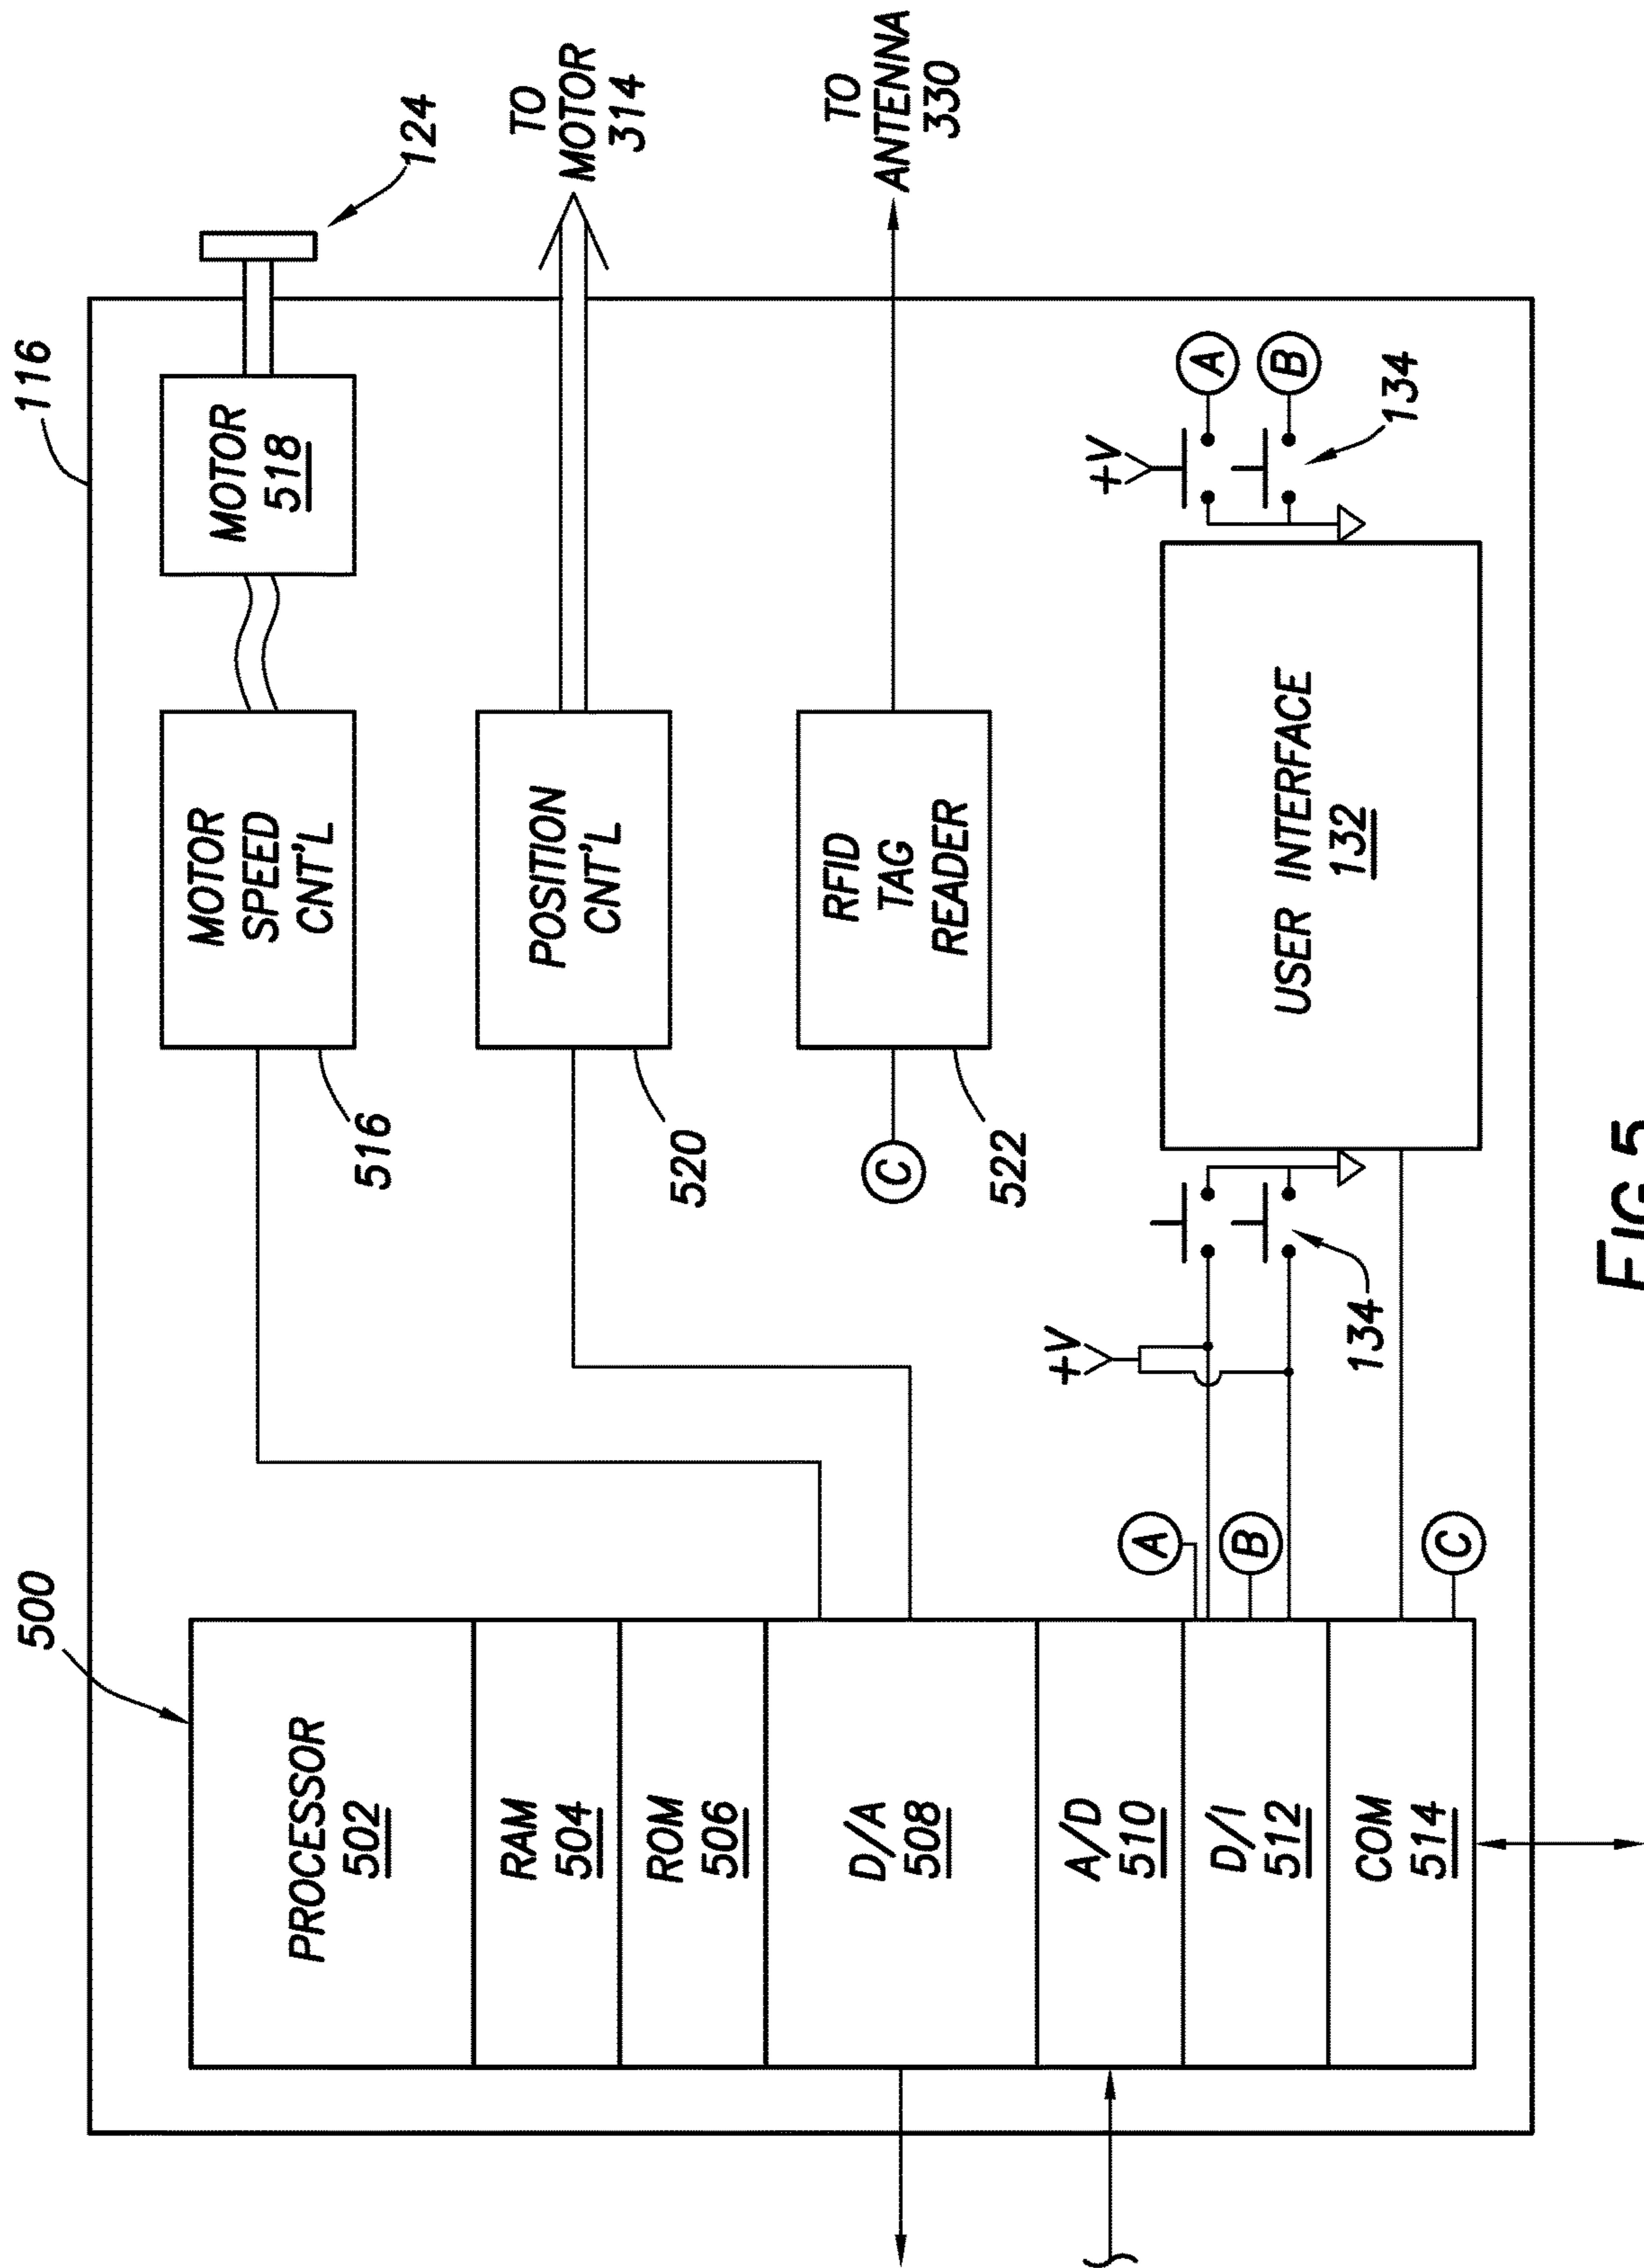 116
500
PROCESSOR
502
RAM
504
ROM
506
D/A
508
A/D
510
D/I
512
COM
514
MOTOR
SPEED
CNT'L
516
MOTOR
518
124
POSITION
CNT'L
520
TO
MOTOR
314
RFID
TAG
READER
522
C
TO
ANTENNA
330
+V
134
A
B
C
USER INTERFACE
132
+V
A
B
134
FIG.5